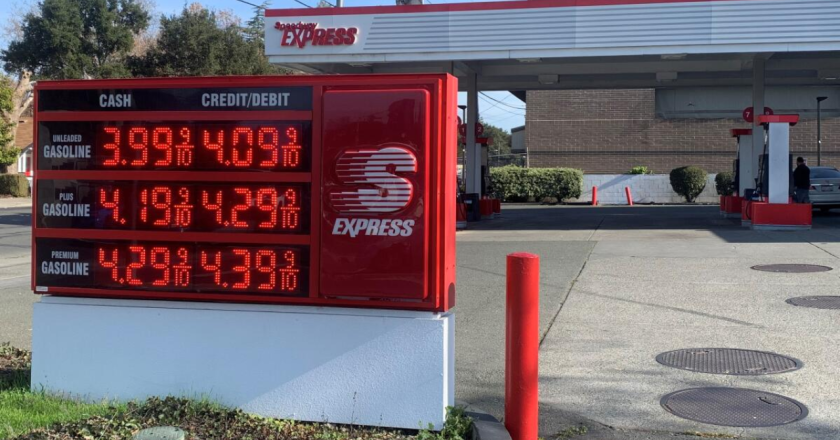 Speedway
EXPRESS
CASH CREDIT/DEBIT
UNLEADED
GASOLINE 3.99 9/10 4.09 9/10
PLUS
GASOLINE 4.19 9/10 4.29 9/10
PREMIUM
GASOLINE 4.29 9/10 4.39 9/10
S
EXPRESS
7